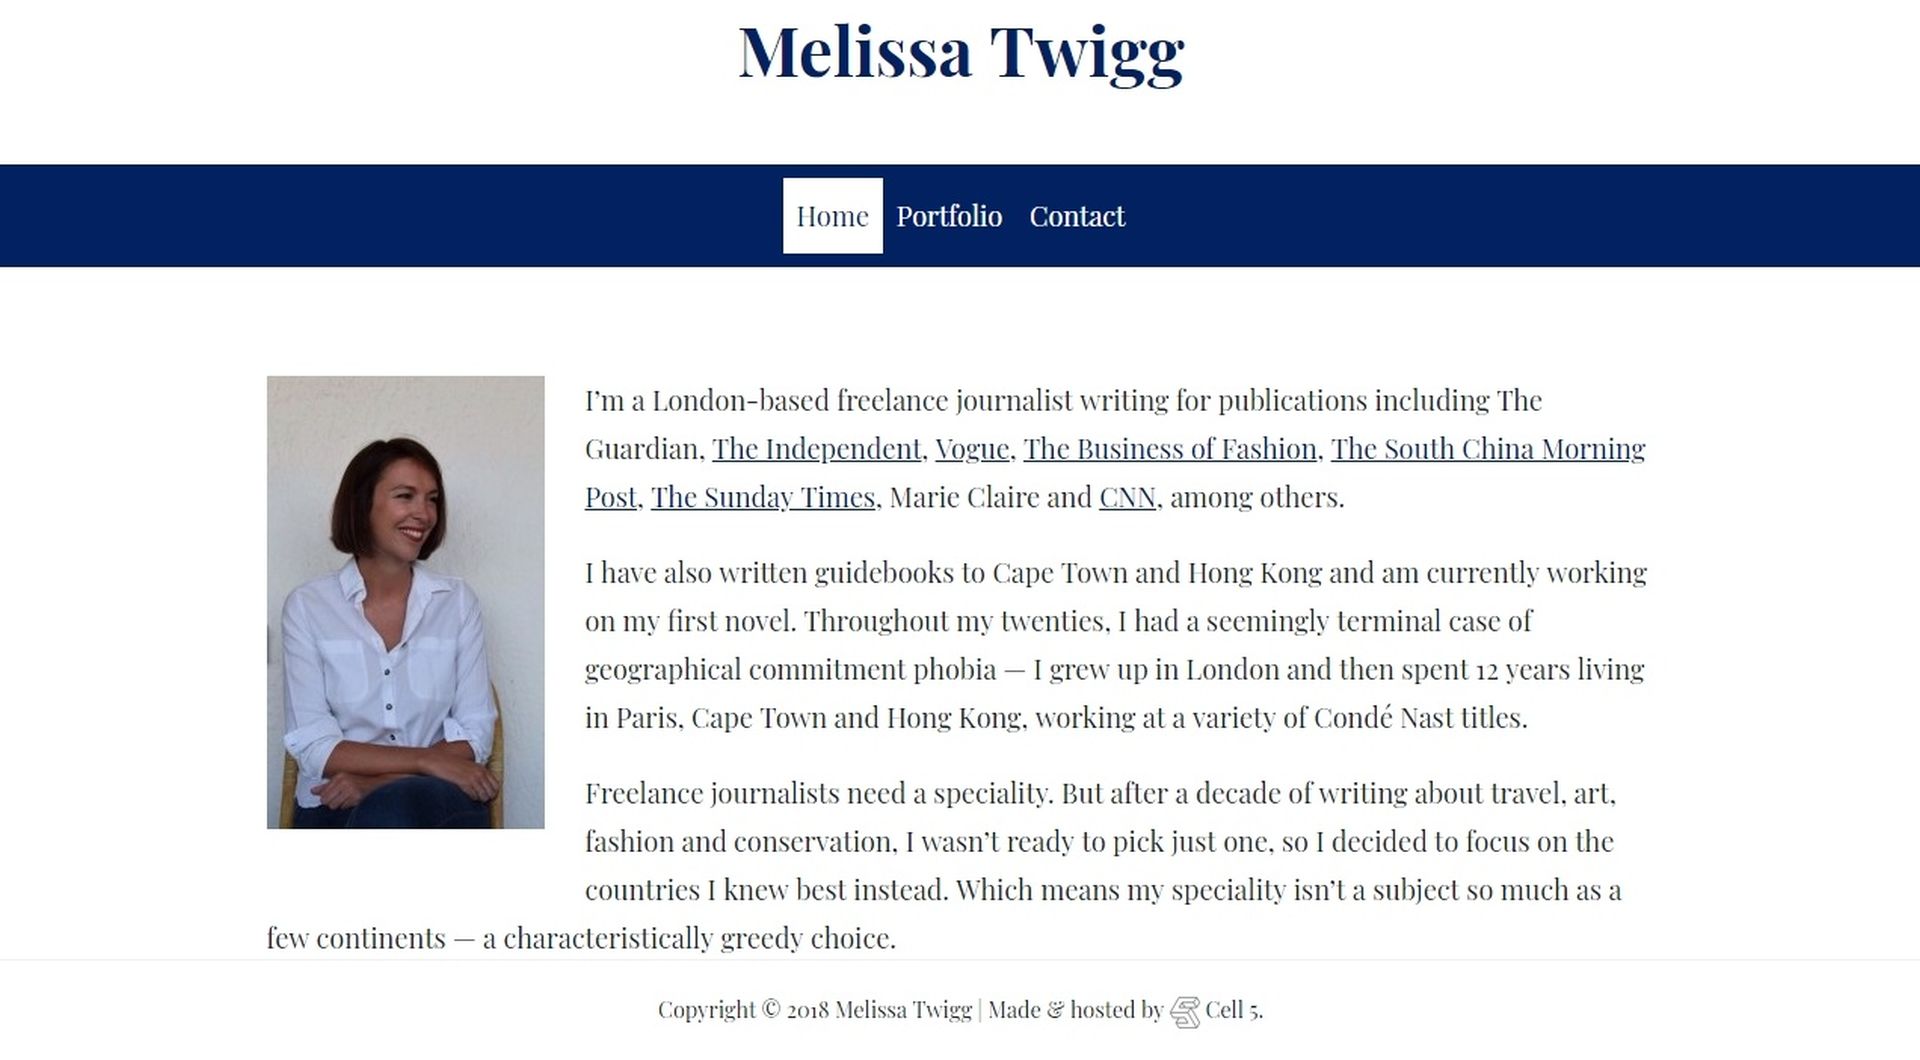 Melissa Twigg
Home Portfolio Contact
I’m a London-based freelance journalist writing for publications including The
Guardian, The Independent, Vogue, The Business of Fashion, The South China Morning
Post, The Sunday Times, Marie Claire and CNN, among others.
I have also written guidebooks to Cape Town and Hong Kong and am currently working
on my first novel. Throughout my twenties, I had a seemingly terminal case of
geographical commitment phobia — I grew up in London and then spent 12 years living
in Paris, Cape Town and Hong Kong, working at a variety of Condé Nast titles.
Freelance journalists need a speciality. But after a decade of writing about travel, art,
fashion and conservation, I wasn’t ready to pick just one, so I decided to focus on the
countries I knew best instead. Which means my speciality isn’t a subject so much as a
few continents — a characteristically greedy choice.
Copyright © 2018 Melissa Twigg | Made & hosted by Cell 5.